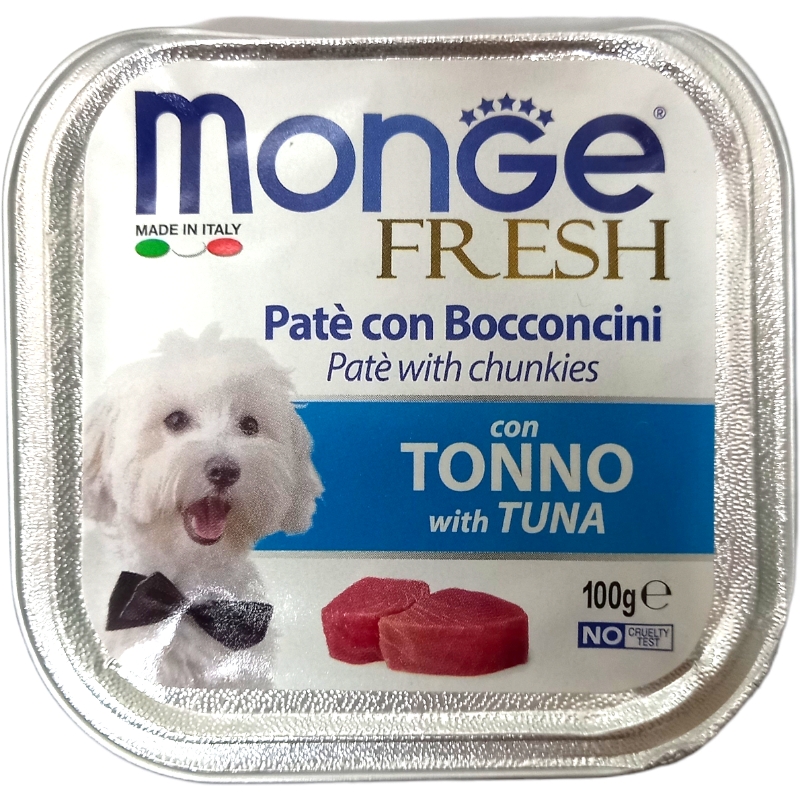 monGe®
MADE IN ITALY
FRESH
Patè con Bocconcini
Patè with chunkies
con
TONNO
with TUNA
100g ℮
NO CRUELTY TEST